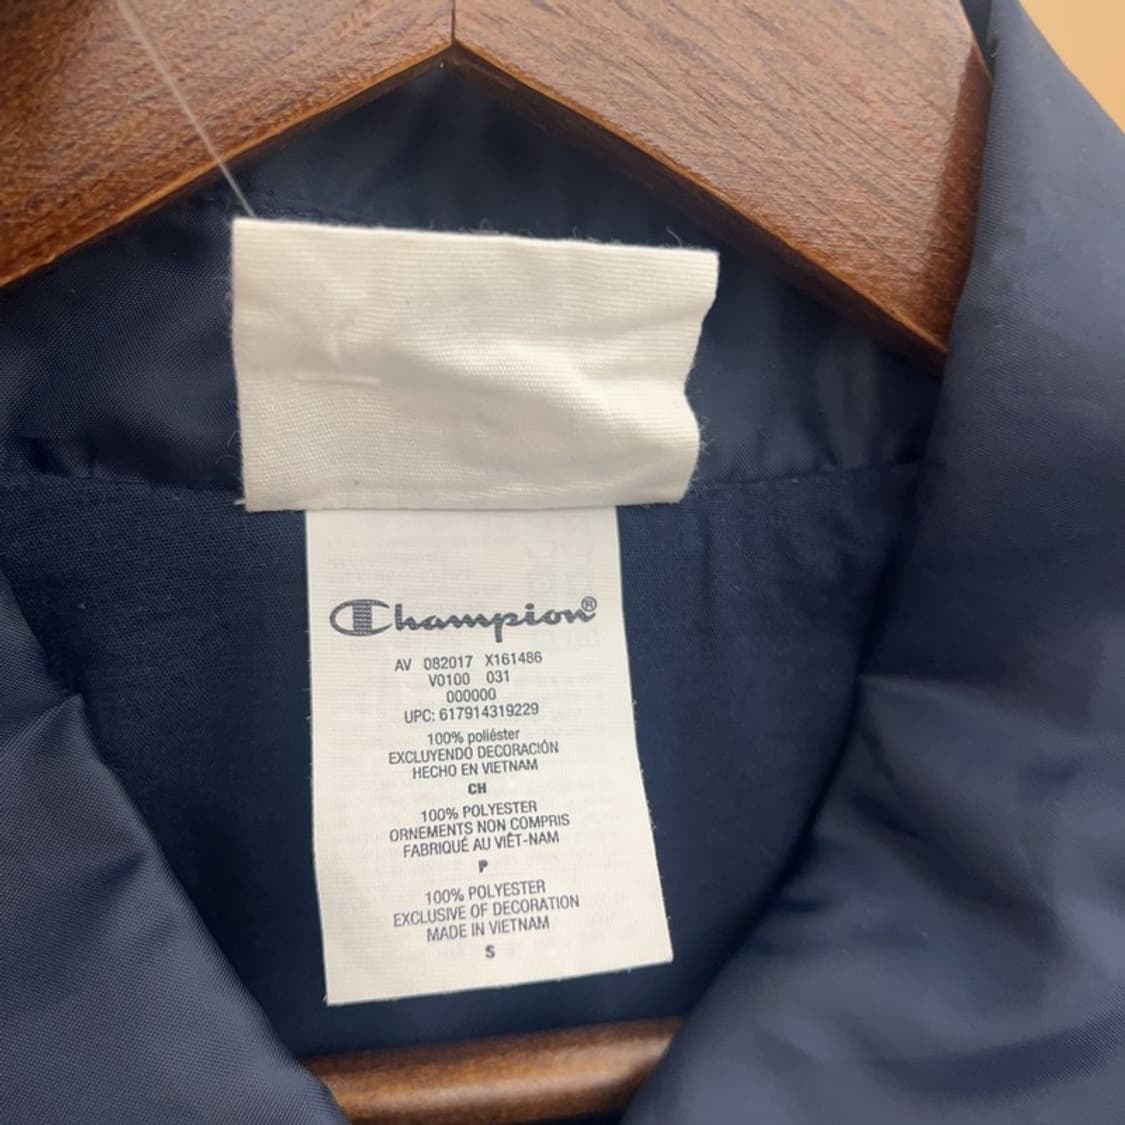 Champion®
AV 082017 X161486
V0100 031
000000
UPC: 617914319229
100% poliéster
EXCLUYENDO DECORACIÓN
HECHO EN VIETNAM
CH
100% POLYESTER
ORNEMENTS NON COMPRIS
FABRIQUÉ AU VIÊT-NAM
P
100% POLYESTER
EXCLUSIVE OF DECORATION
MADE IN VIETNAM
S